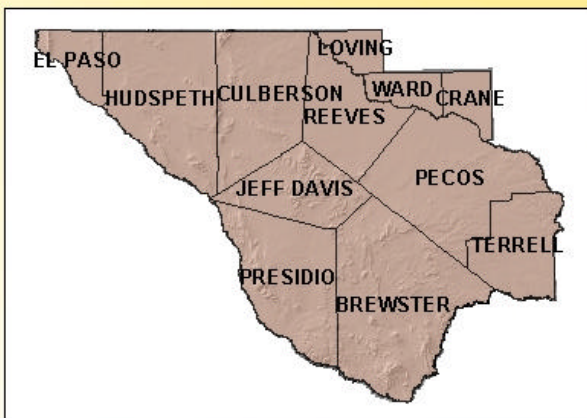 LOVING
EL PASO
WARD
HUDSPETH
CULBERSON
CRANE
REEVES
PECOS
JEFF DAVIS
TERRELL
PRESIDIO
BREWSTER